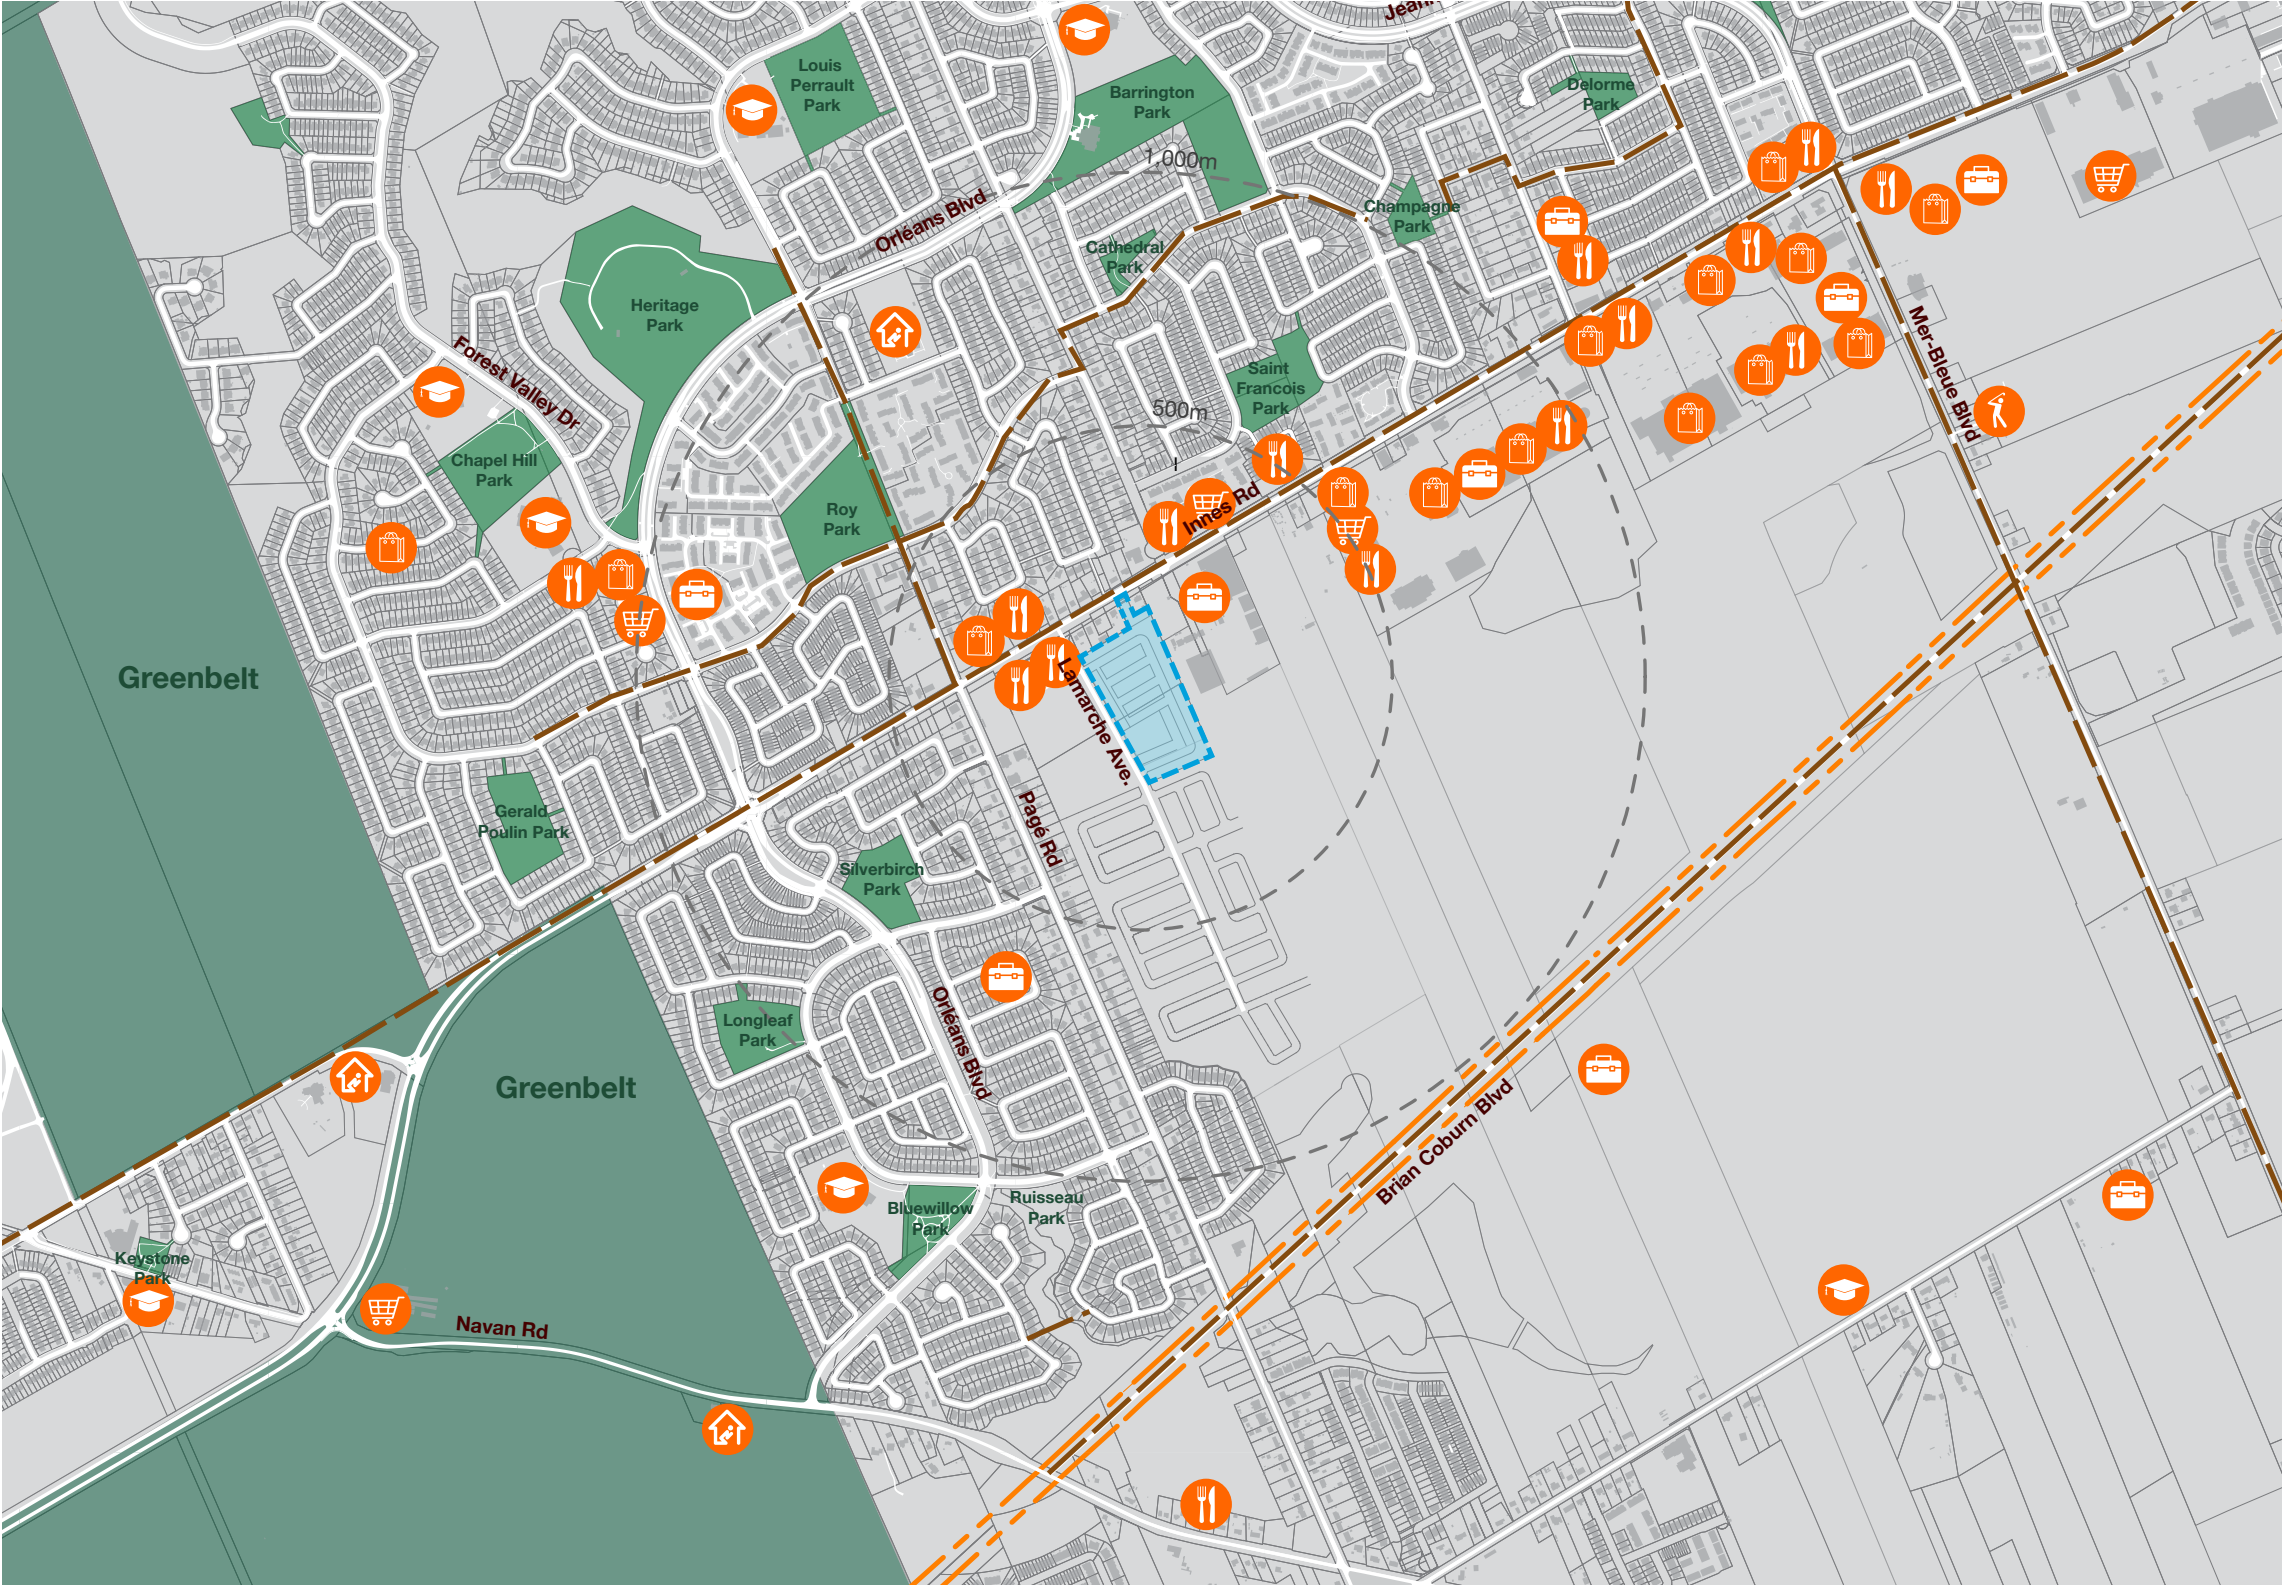 Jean
Louis
Perrault
Park
Barrington
Park
Delorme
Park
1,000m
Orléans Blvd
Champagne
Park
Cathedral
Park
Heritage
Park
Forest Valley Dr
Mer-Bleue Blvd
Saint
Francois
Park
500m
Chapel Hill
Park
Roy
Park
Innes Rd
Greenbelt
Lamarche Ave.
Gerald
Poulin Park
Pagé Rd
Silverbirch
Park
Longleaf
Park
Orléans Blvd
Greenbelt
Brian Coburn Blvd
Bluewillow
Park
Ruisseau
Park
Keystone
Park
Navan Rd